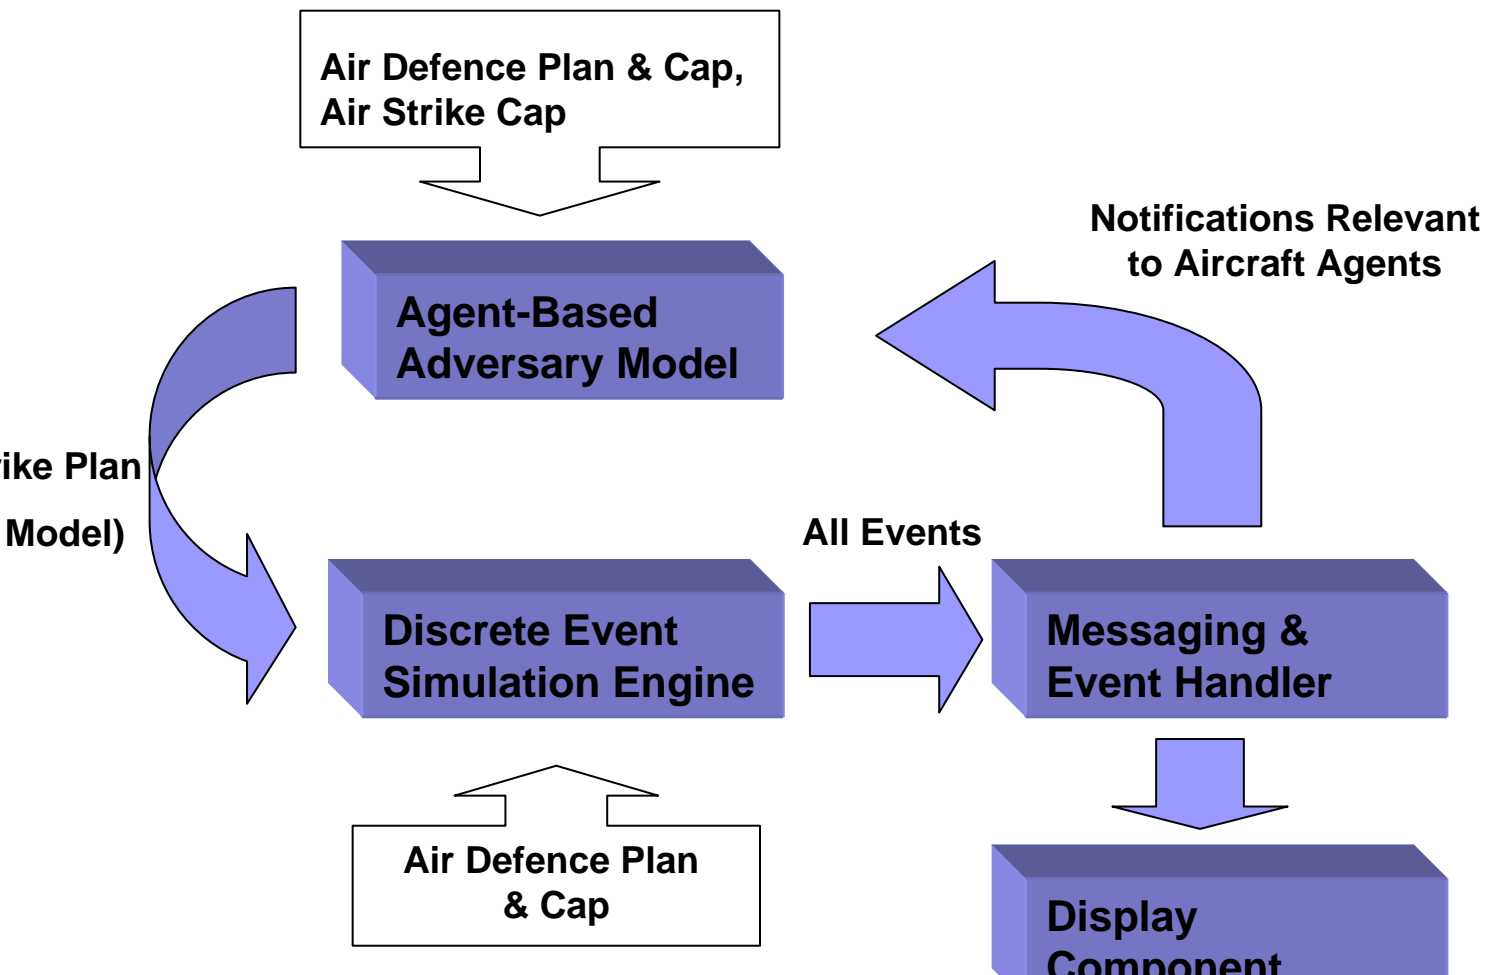 Air Defence Plan & Cap,
Air Strike Cap
Notifications Relevant
to Aircraft Agents
Agent-Based
Adversary Model
Plan
Model)
All Events
Discrete Event
Simulation Engine
Messaging &
Event Handler
Air Defence Plan
& Cap
Display
Component